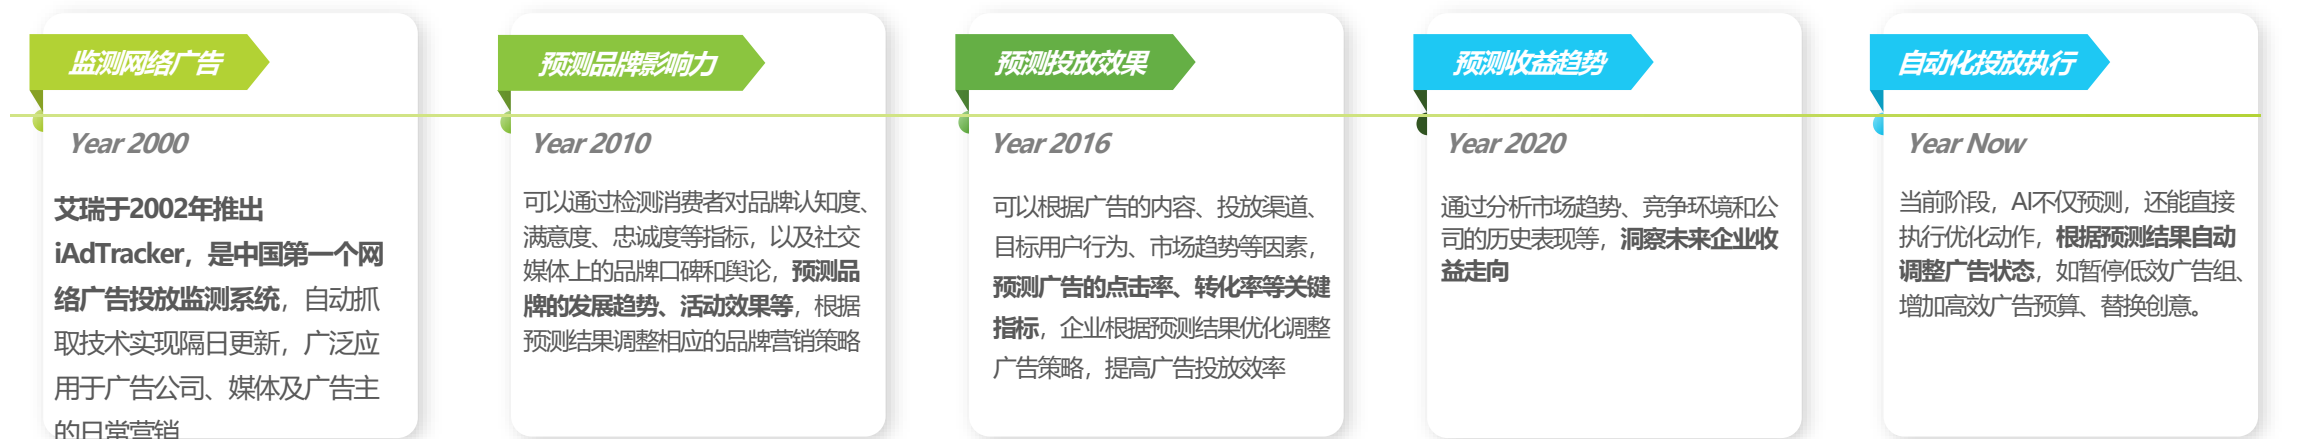 监测网络广告
Year 2000
艾瑞于2002年推出
iAdTracker，是中国第一个网
络广告投放监测系统，自动抓
取技术实现隔日更新，广泛应
用于广告公司、媒体及广告主
的日常营销
预测品牌影响力
Year 2010
可以通过检测消费者对品牌认知度、
满意度、忠诚度等指标，以及社交
媒体上的品牌口碑和舆论，预测品
牌的发展趋势、活动效果等，根据
预测结果调整相应的品牌营销策略
预测投放效果
Year 2016
可以根据广告的内容、投放渠道、
目标用户行为、市场趋势等因素，
预测广告的点击率、转化率等关键
指标，企业根据预测结果优化调整
广告策略，提高广告投放效率
预测收益趋势
Year 2020
通过分析市场趋势、竞争环境和公
司的历史表现等，洞察未来企业收
益走向
自动化投放执行
Year Now
当前阶段，AI不仅预测，还能直接
执行优化动作，根据预测结果自动
调整广告状态，如暂停低效广告组、
增加高效广告预算、替换创意。